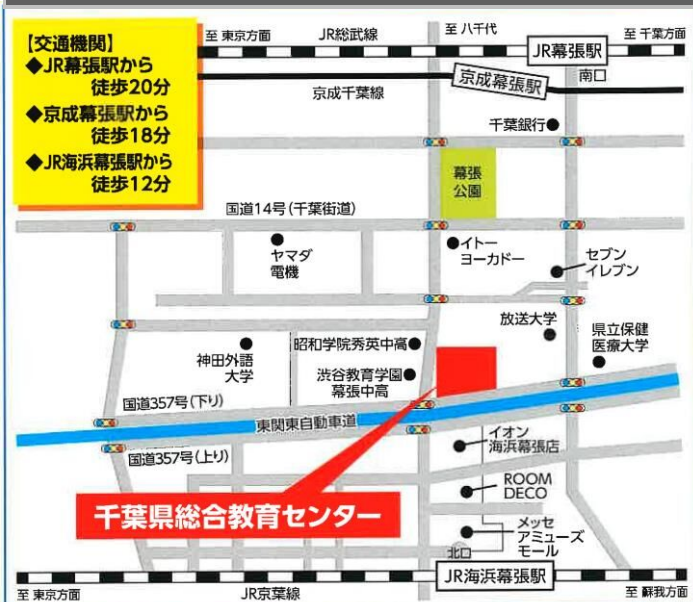 【交通機関】
◆JR幕張駅から
徒歩20分
◆京成幕張駅から
徒歩18分
◆JR海浜幕張駅から
徒歩12分
至 東京方面
JR総武線
至 八千代
JR幕張駅
至 千葉方面
京成千葉線
京成幕張駅
南口
千葉銀行
幕張
公園
国道14号(千葉街道)
ヤマダ
電機
イトー
ヨーカドー
セブン
イレブン
放送大学
県立保健
医療大学
神田外語
大学
昭和学院秀英中高
渋谷教育学園
幕張中高
国道357号(下り)
東関東自動車道
国道357号(上り)
イオン
海浜幕張店
ROOM
DECO
千葉県総合教育センター
メッセ
アミューズ
モール
北口
JR海浜幕張駅
至 東京方面
JR京葉線
至 蘇我方面